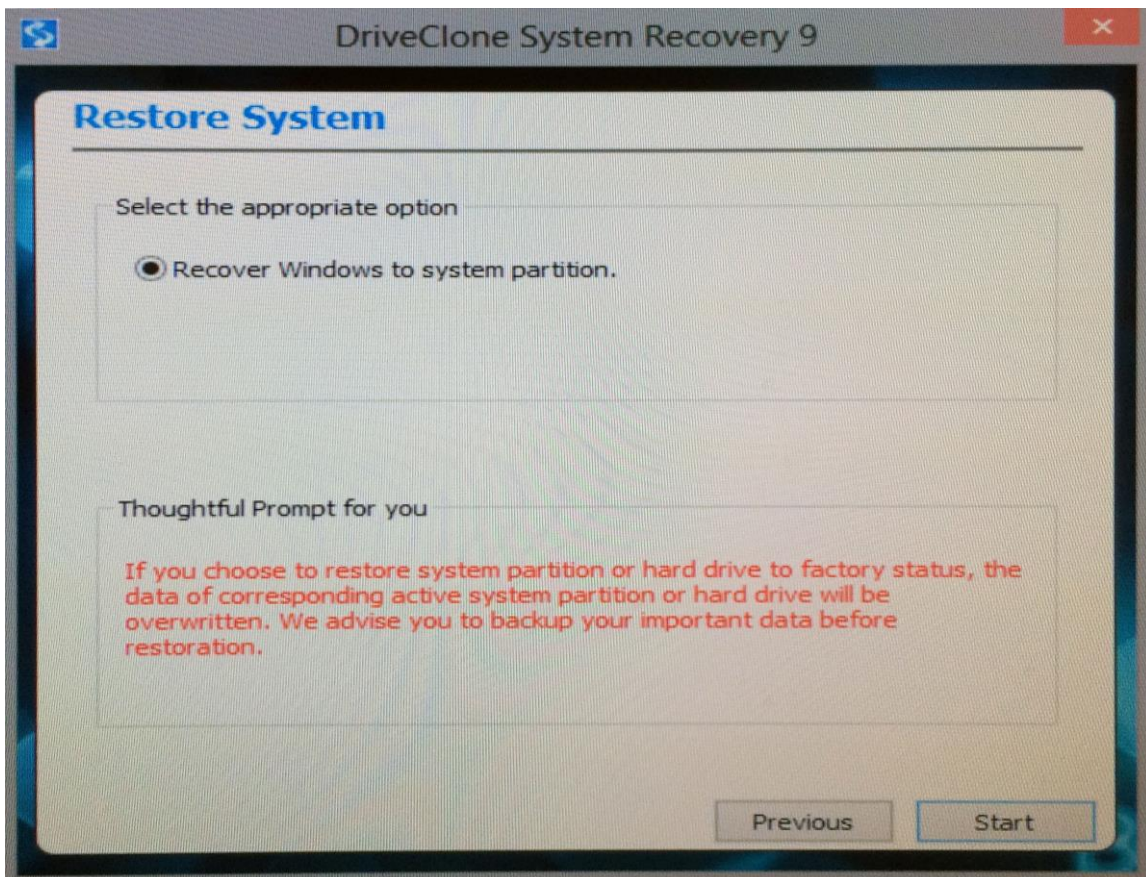 DriveClone System Recovery 9
Restore System
Select the appropriate option
Recover Windows to system partition.
Thoughtful Prompt for you
If you choose to restore system partition or hard drive to factory status, the
data of corresponding active system partition or hard drive will be
overwritten. We advise you to backup your important data before
restoration.
Previous
Start